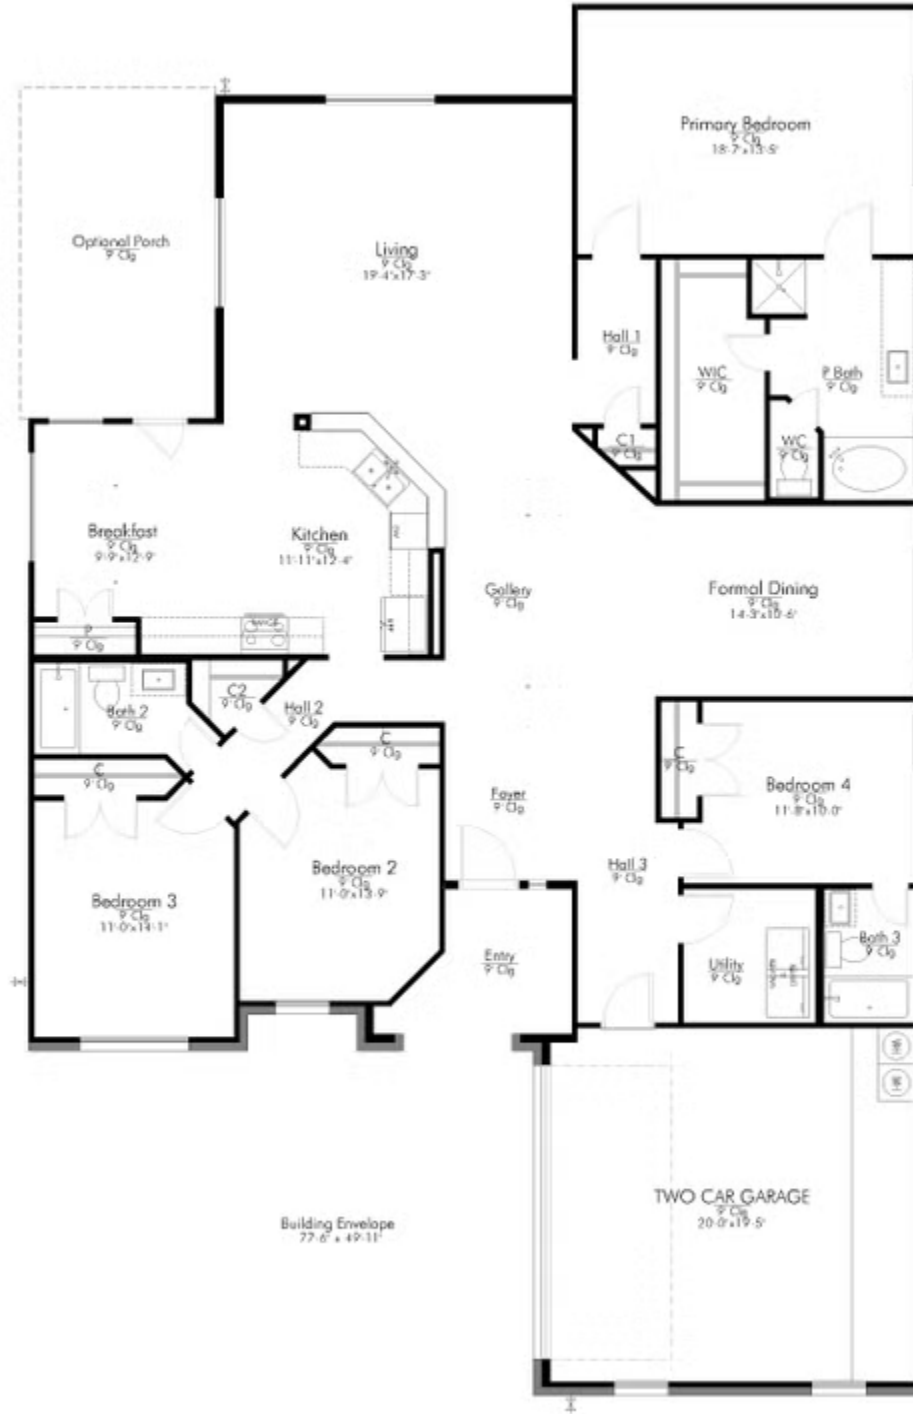 Primary Bedroom
9' Clg
18'-7"x13'-5"
Optional Porch
9' Clg
Living
9' Clg
19'-4"x17'-3"
Hall 1
9' Clg
WIC
9' Clg
P Bath
9' Clg
C1
9' Clg
WC
9' Clg
Breakfast
9' Clg
9'-9"x12'-9"
Kitchen
9' Clg
11'-11"x12'-4"
DW
Gallery
9' Clg
Formal Dining
9' Clg
14'-3"x10'-6"
RANGE
REF
P
9' Clg
Bath 2
9' Clg
C2
9' Clg
Hall 2
9' Clg
C
9' Clg
C
9' Clg
C
9' Clg
Bedroom 4
9' Clg
11'-8"x10'-0"
Foyer
9' Clg
Hall 3
9' Clg
Bedroom 2
9' Clg
11'-0"x13'-9"
Bedroom 3
9' Clg
11'-0"x14'-1"
Entry
9' Clg
Utility
9' Clg
Bath 3
9' Clg
WH
WH
TWO CAR GARAGE
9' Clg
20'-0"x19'-5"
Building Envelope
77'-6" x 49'-11"